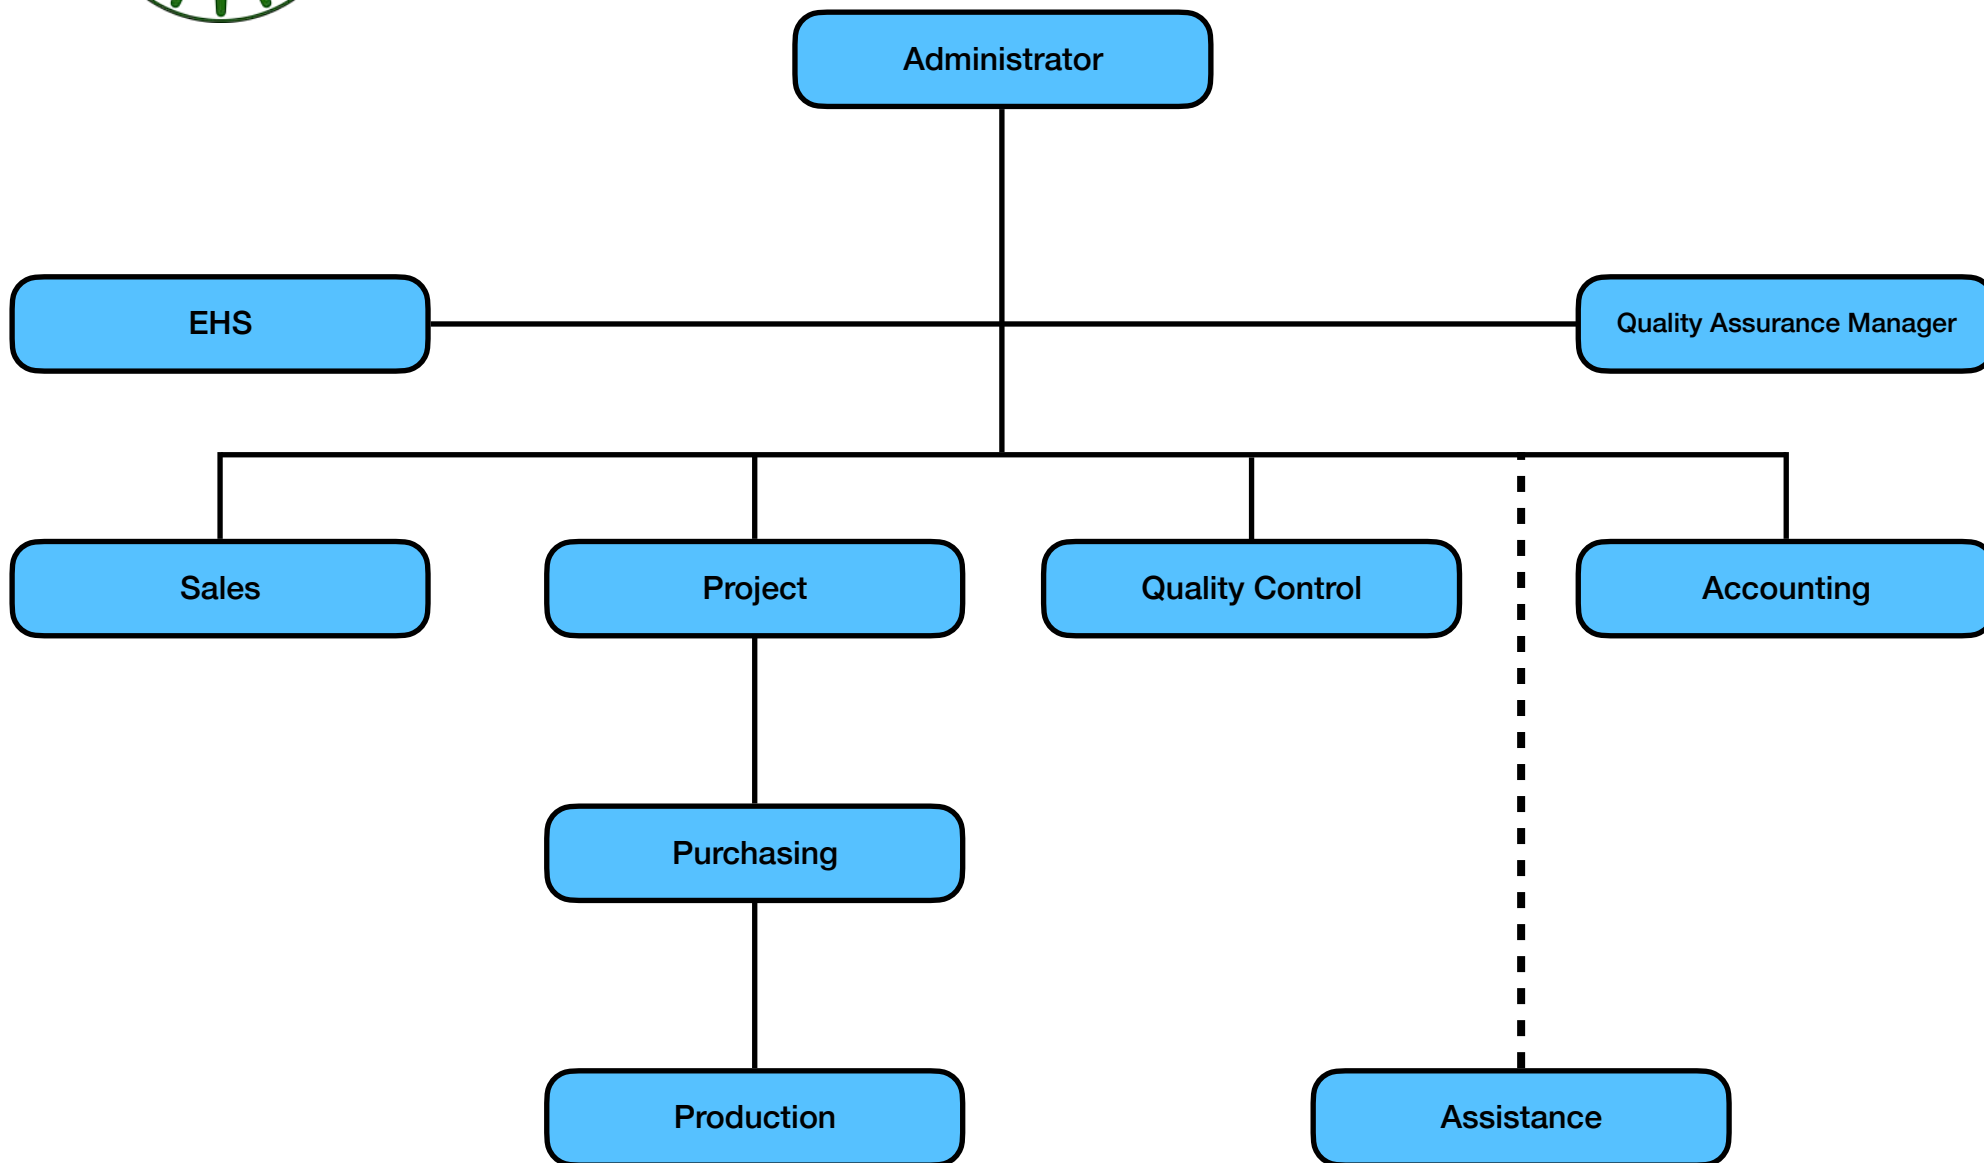 Administrator
EHS
Quality Assurance Manager
Sales
Project
Quality Control
Accounting
Purchasing
Production
Assistance